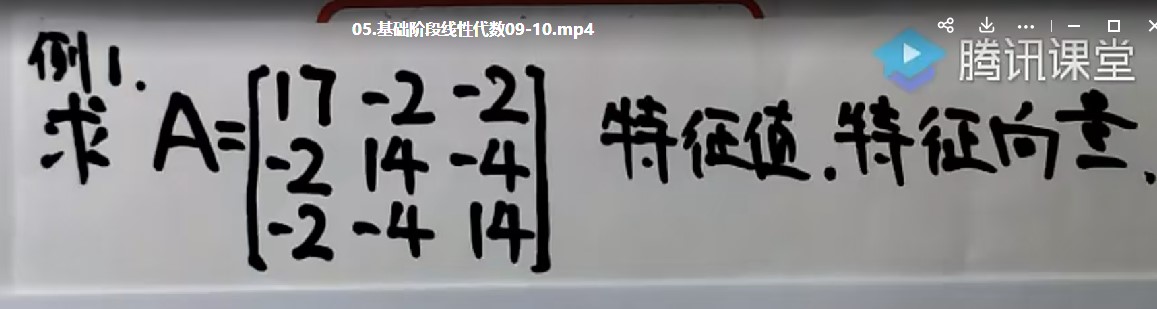 05.基础阶段线性代数09-10.mp4
腾讯课堂
例1.
求 A=[17 -2 -2
-2 14 -4
-2 -4 14] 特征值.特征向量.